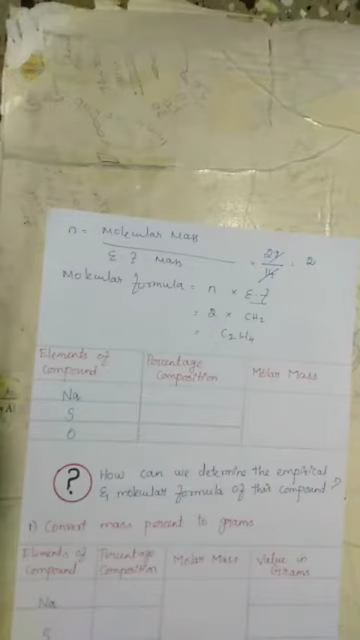 n = Molecular Mass
E.F Mass
= 28
14 = 2
Molecular formula = n × E.F
= 2 × CH2
= C2H4
Elements of Compound Percentage Composition Molar Mass
Na
S
O
? How can we determine the empirical
& molecular formula of this compound?
1) Convert mass percent to grams
Elements of Compound Percentage Composition Molar Mass Value in Grams
Na
S